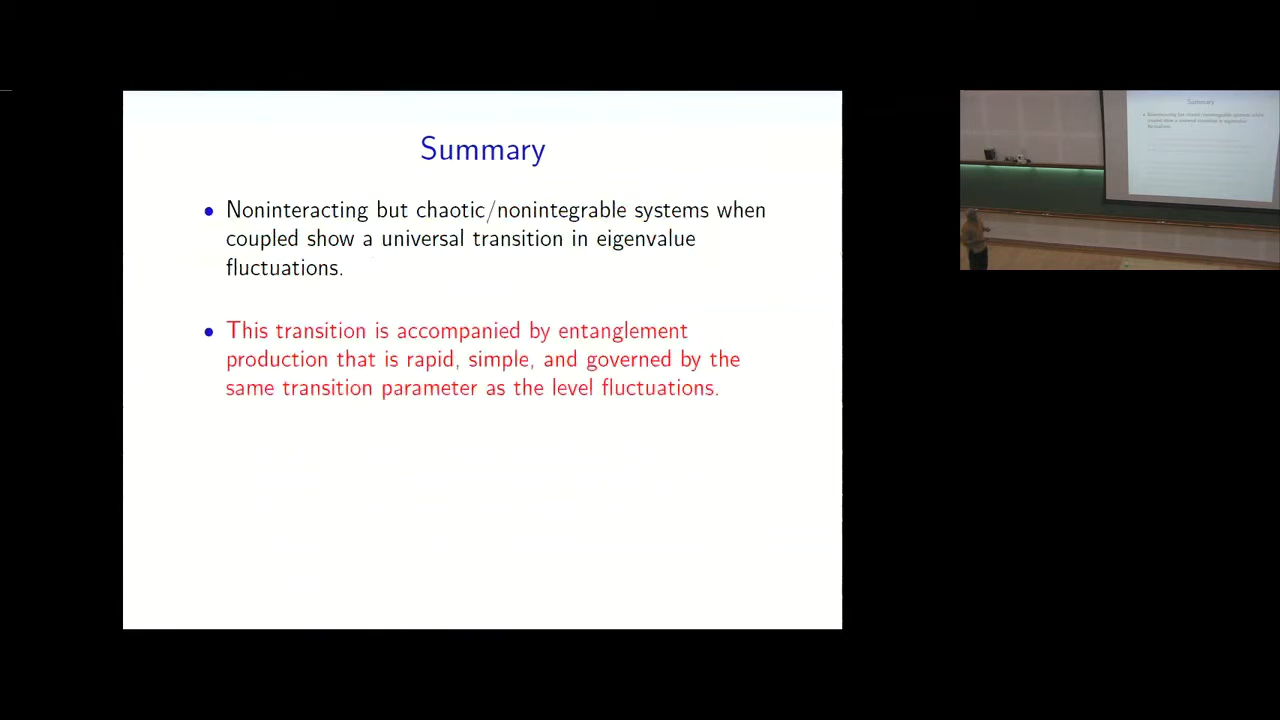 Summary
• Noninteracting but chaotic/nonintegrable systems when
coupled show a universal transition in eigenvalue
fluctuations.
• This transition is accompanied by entanglement
production that is rapid, simple, and governed by the
same transition parameter as the level fluctuations.
Summary